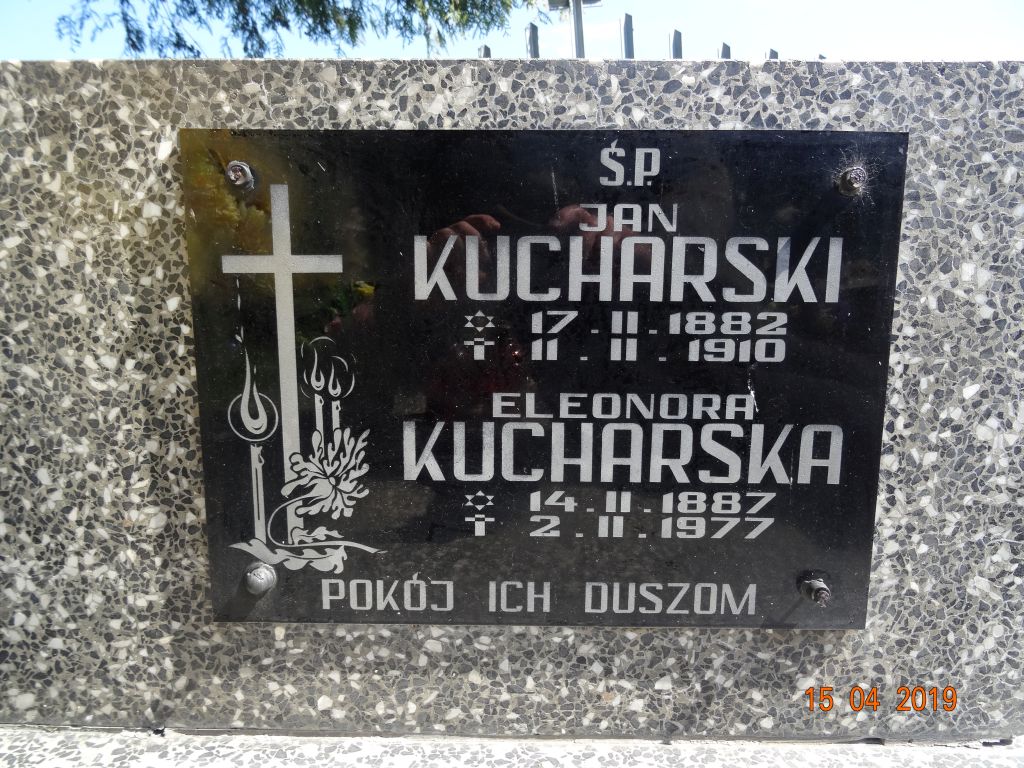 Ś.P.
JAN
KUCHARSKI
17.II.1882
11.II.1910
ELEONORA
KUCHARSKA
14.II.1887
2.II.1977
POKÓJ ICH DUSZOM
15 04 2019